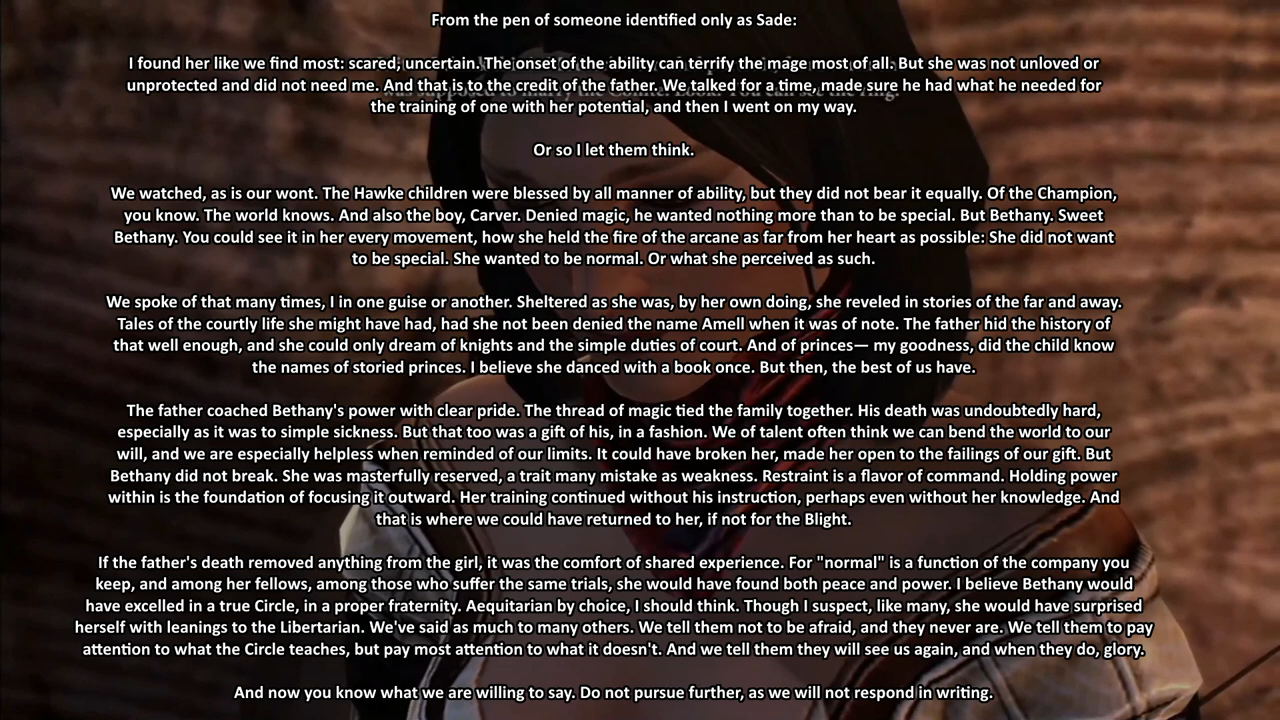 From the pen of someone identified only as Sade:
I found her like we find most: scared, uncertain. The onset of the ability can terrify the mage most of all. But she was not unloved or
unprotected and did not need me. And that is to the credit of the father. We talked for a time, made sure he had what he needed for
the training of one with her potential, and then I went on my way.
Or so I let them think.
We watched, as is our wont. The Hawke children were blessed by all manner of ability, but they did not bear it equally. Of the Champion,
you know. The world knows. And also the boy, Carver. Denied magic, he wanted nothing more than to be special. But Bethany. Sweet
Bethany. You could see it in her every movement, how she held the fire of the arcane as far from her heart as possible: She did not want
to be special. She wanted to be normal. Or what she perceived as such.
We spoke of that many times, I in one guise or another. Sheltered as she was, by her own doing, she reveled in stories of the far and away.
Tales of the courtly life she might have had, had she not been denied the name Amell when it was of note. The father hid the history of
that well enough, and she could only dream of knights and the simple duties of court. And of princes— my goodness, did the child know
the names of storied princes. I believe she danced with a book once. But then, the best of us have.
The father coached Bethany's power with clear pride. The thread of magic tied the family together. His death was undoubtedly hard,
especially as it was to simple sickness. But that too was a gift of his, in a fashion. We of talent often think we can bend the world to our
will, and we are especially helpless when reminded of our limits. It could have broken her, made her open to the failings of our gift. But
Bethany did not break. She was masterfully reserved, a trait many mistake as weakness. Restraint is a flavor of command. Holding power
within is the foundation of focusing it outward. Her training continued without his instruction, perhaps even without her knowledge. And
that is where we could have returned to her, if not for the Blight.
If the father's death removed anything from the girl, it was the comfort of shared experience. For "normal" is a function of the company you
keep, and among her fellows, among those who suffer the same trials, she would have found both peace and power. I believe Bethany would
have excelled in a true Circle, in a proper fraternity. Aequitarian by choice, I should think. Though I suspect, like many, she would have surprised
herself with leanings to the Libertarian. We've said as much to many others. We tell them not to be afraid, and they never are. We tell them to pay
attention to what the Circle teaches, but pay most attention to what it doesn't. And we tell them they will see us again, and when they do, glory.
And now you know what we are willing to say. Do not pursue further, as we will not respond in writing.